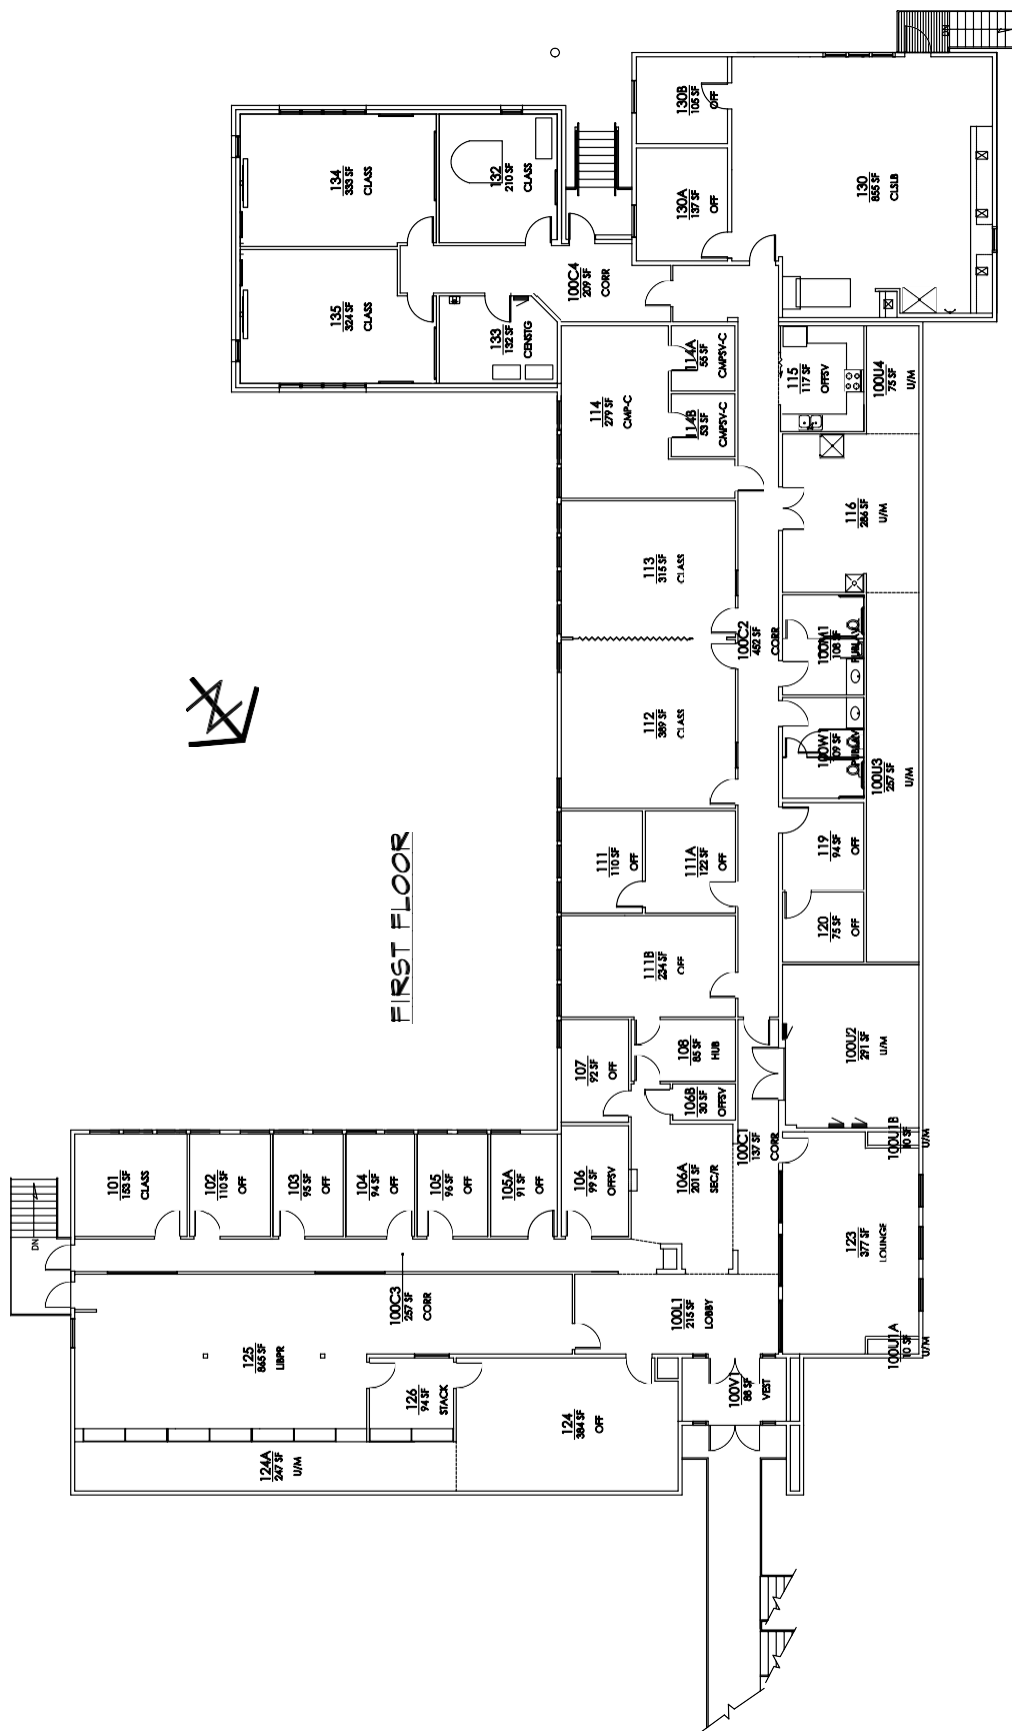 DN
130B
105 SF
OFF
134
333 SF
CLASS
132
210 SF
CLASS
130A
137 SF
OFF
130
855 SF
CLSLB
135
324 SF
CLASS
100C4
209 SF
CORR
133
132 SF
CENSTG
114A
55 SF
CMPSV-C
115
117 SF
OFFSV
100U4
75 SF
U/M
114
279 SF
CMP-C
114B
53 SF
CMPSV-C
116
286 SF
U/M
113
315 SF
CLASS
100C2
452 SF
CORR
100M1
108 SF
112
389 SF
CLASS
100W1
109 SF
100U3
257 SF
U/M
FIRST FLOOR
111
110 SF
OFF
111A
122 SF
OFF
119
94 SF
OFF
120
75 SF
OFF
111B
234 SF
OFF
107
92 SF
OFF
108
85 SF
HUB
100U2
291 SF
U/M
106B
30 SF
OFFSV
100C1
137 SF
CORR
100U1B
10 SF
U/M
101
153 SF
CLASS
102
110 SF
OFF
103
95 SF
OFF
104
94 SF
OFF
105
96 SF
OFF
105A
91 SF
OFF
106
99 SF
OFFSV
106A
201 SF
SEC/R
123
377 SF
LOUNGE
DN
100C3
257 SF
CORR
100L1
215 SF
LOBBY
100U1A
10 SF
U/M
125
865 SF
LIBPR
126
94 SF
STACK
100V1
88 SF
VEST
124
384 SF
OFF
124A
247 SF
U/M